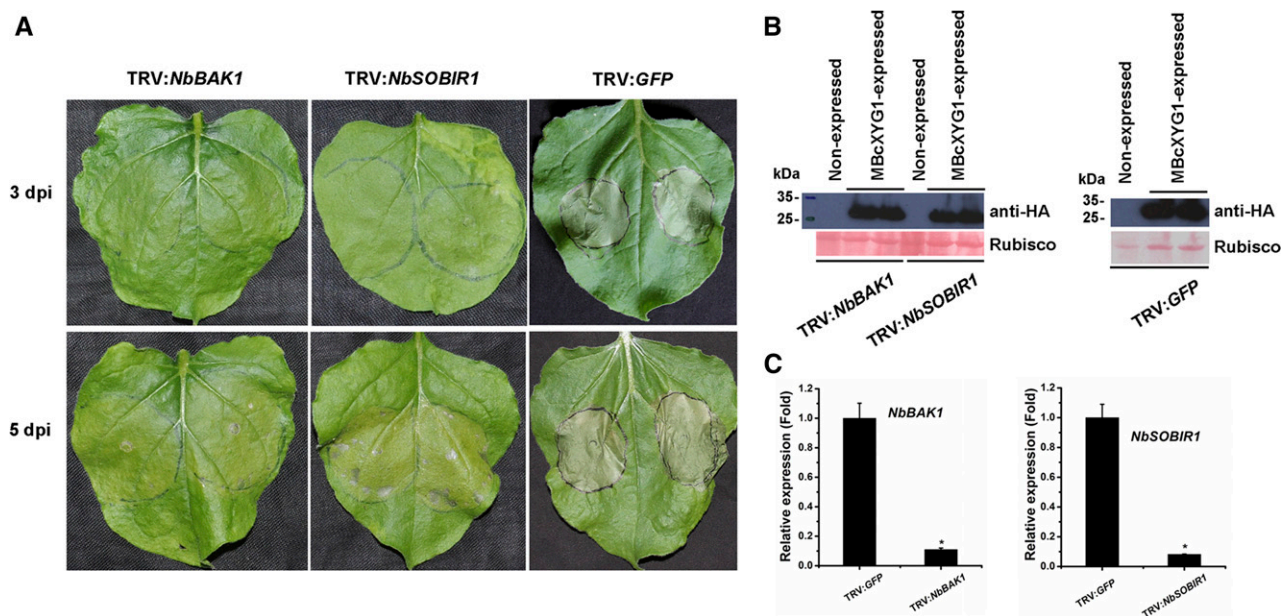 A
TRV:NbBAK1
TRV:NbSOBIR1
TRV:GFP
3 dpi
5 dpi
B
Non-expressed
MBcXYG1-expressed
Non-expressed
MBcXYG1-expressed
kDa
35-
25-
anti-HA
Rubisco
TRV:NbBAK1
TRV:NbSOBIR1
Non-expressed
MBcXYG1-expressed
kDa
35-
25-
anti-HA
Rubisco
TRV:GFP
C
Relative expression (Fold)
1.2
1.0
0.8
0.6
0.4
0.2
0.0
NbBAK1
*
TRV:GFP
TRV:NbBAK1
Relative expression (Fold)
1.2
1.0
0.8
0.6
0.4
0.2
0.0
NbSOBIR1
*
TRV:GFP
TRV:NbSOBIR1